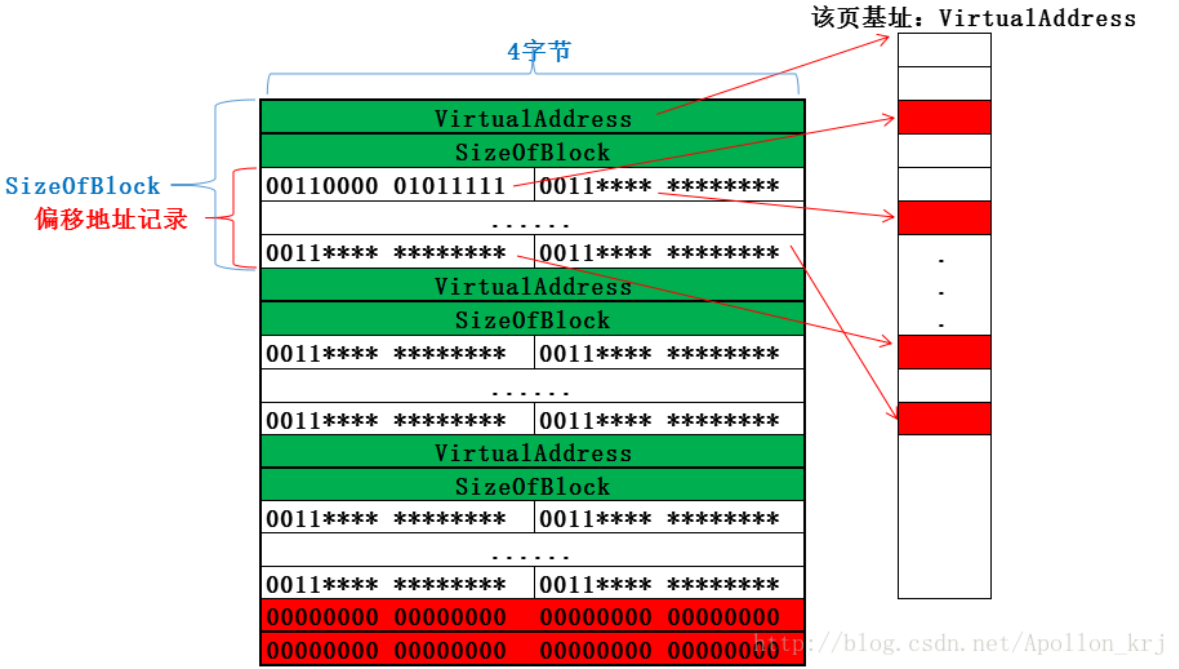 该页基址：VirtualAddress
4字节
VirtualAddress
SizeOfBlock
SizeOfBlock
偏移地址记录
00110000 01011111 0011**** ********
......
0011**** ******** 0011**** ********
VirtualAddress
SizeOfBlock
0011**** ******** 0011**** ********
......
0011**** ******** 0011**** ********
VirtualAddress
SizeOfBlock
0011**** ******** 0011**** ********
......
0011**** ******** 0011**** ********
00000000 00000000 00000000 00000000
00000000 00000000 00000000 00000000
.
.
.
http://blog.csdn.net/Apollon_krj